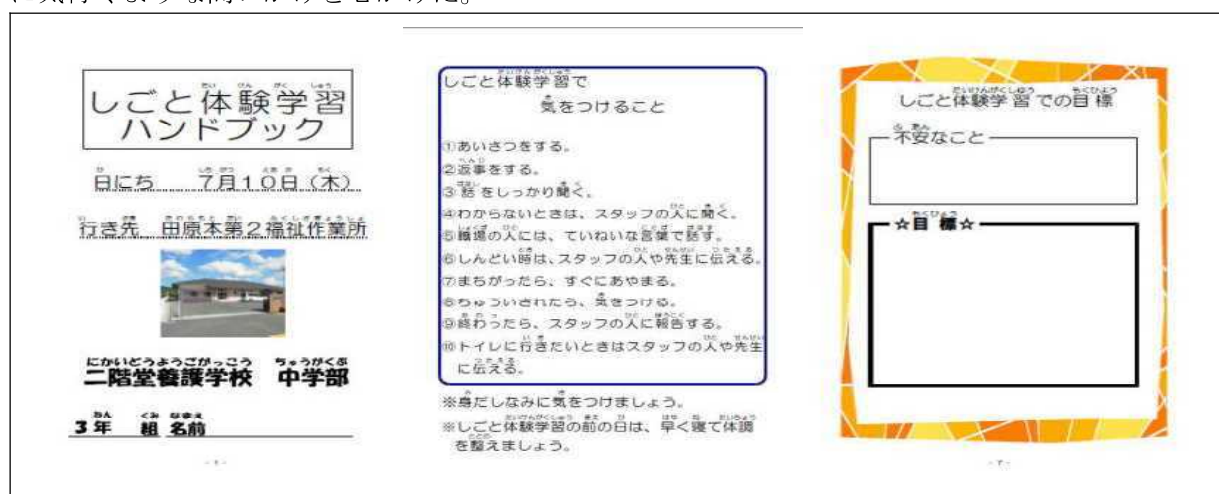 しごと体験学習
ハンドブック
日にち 7月10日(木)
行き先 田原本第2福祉作業所
二階堂養護学校 中学部
3年 組 名前
しごと体験学習で
気をつけること
①あいさつをする。
②返事をする。
③話をしっかり聞く。
④わからないときは、スタッフの人に聞く。
⑤職場の人には、ていねいな言葉で話す。
⑥しんどい時は、スタッフの人や先生に伝える。
⑦まちがったら、すぐにあやまる。
⑧ちゅういされたら、気をつける。
⑨終わったら、スタッフの人に報告する。
⑩トイレに行きたいときはスタッフの人や先生
に伝える。
※身だしなみに気をつけましょう。
※しごと体験学習の前の日は、早く寝て体調
を整えましょう。
しごと体験学習での目標
不安なこと
☆目標☆